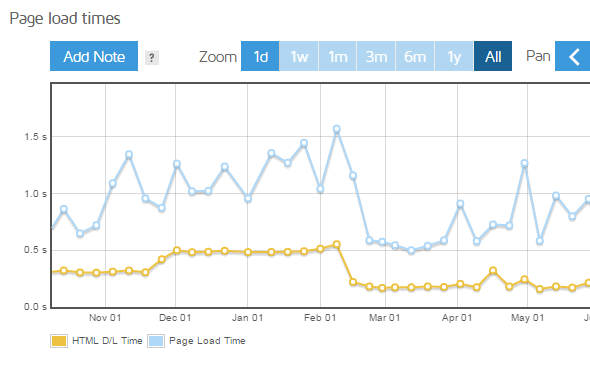 Page load times
Add Note ? Zoom 1d 1w 1m 3m 6m 1y All Pan <
1.5 s
1.0 s
0.5 s
0.0 s
Nov 01 Dec 01 Jan 01 Feb 01 Mar 01 Apr 01 May 01
HTML D/L Time Page Load Time